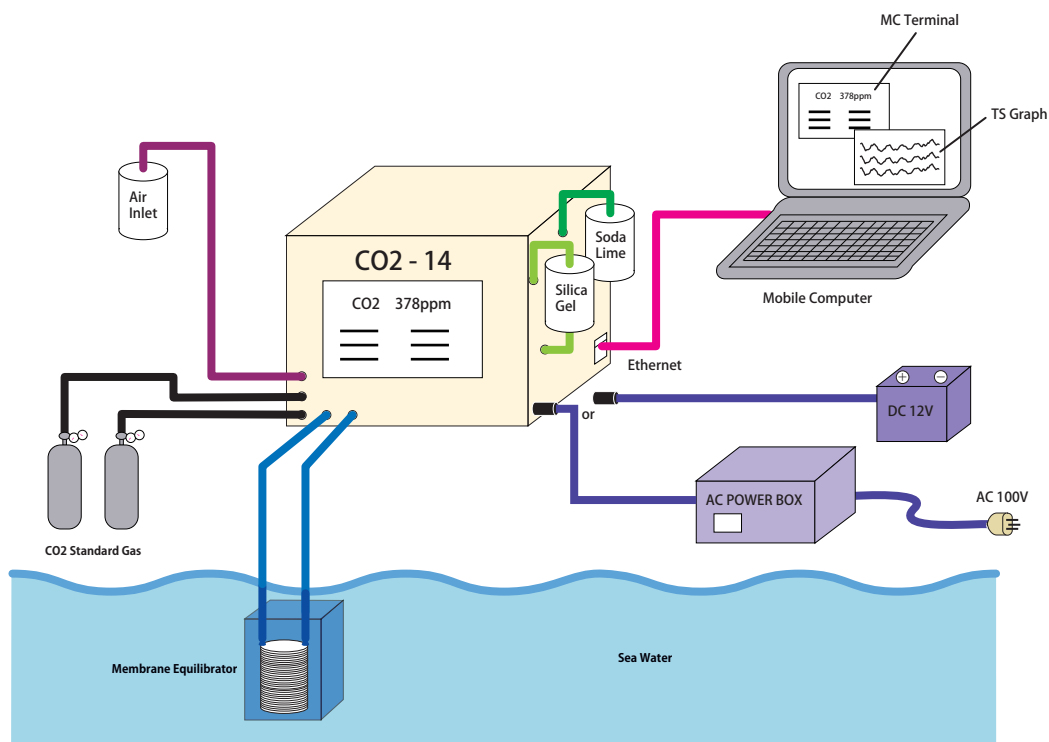 MC Terminal
CO2 378ppm
TS Graph
Air
Inlet
Soda
Lime
CO2 - 14
Silica
Gel
CO2 378ppm
Mobile Computer
Ethernet
or
DC 12V
AC POWER BOX
AC 100V
CO2 Standard Gas
Membrane Equilibrator
Sea Water